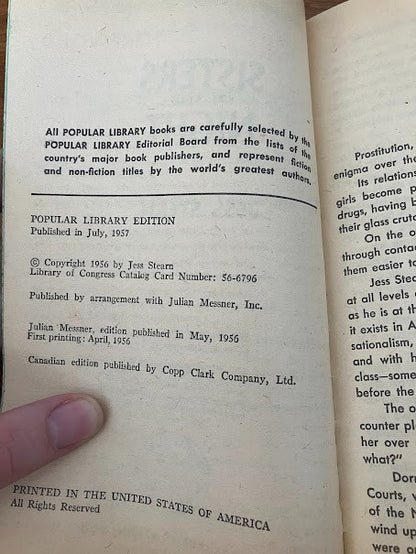 All POPULAR LIBRARY books are carefully selected by the
POPULAR LIBRARY Editorial Board from the lists of the
country's major book publishers, and represent fiction
and non-fiction titles by the world's greatest authors.
POPULAR LIBRARY EDITION
Published in July, 1957
© Copyright 1956 by Jess Stearn
Library of Congress Catalog Card Number: 56-6796
Published by arrangement with Julian Messner, Inc.
Julian Messner, edition published in May, 1956
First printing: April, 1956
Canadian edition published by Copp Clark Company, Ltd.
PRINTED IN THE UNITED STATES OF AMERICA
All Rights Reserved
Prostitution,
enigma over the
Its relations
girls become
drugs, having b
their glass crutc
On the o
through conta
them easier to
Jess Stea
at all levels
as he is at th
it exists in A
sationalism,
and with h
class—some
before the
The o
counter pl
her over
what?"
Dor
Courts, v
of the N
wind up
were